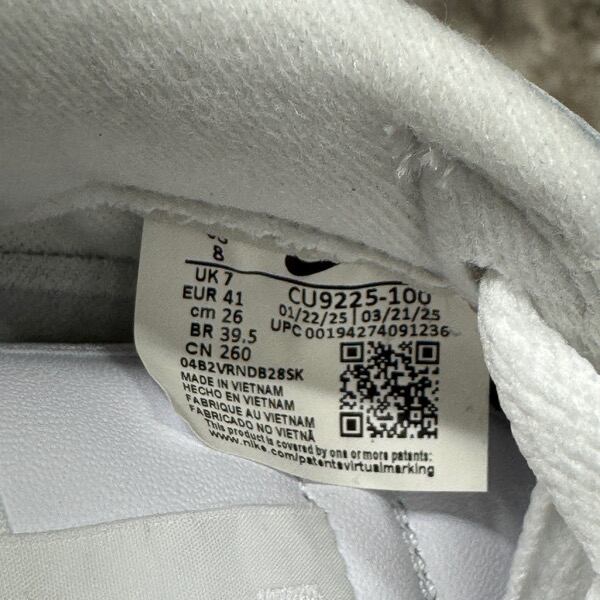 8
UK 7
EUR 41
cm 26
BR 39.5
CN 260
CU9225-100
01/22/25 | 03/21/25
UPC 00194274091236
04B2VRNDB28SK
MADE IN VIETNAM
HECHO EN VIETNAM
FABRIQUE AU VIETNAM
FABRICADO NO VIETNÃ
This product is covered by one or more patents:
www.nike.com/patentsvirtualmarking